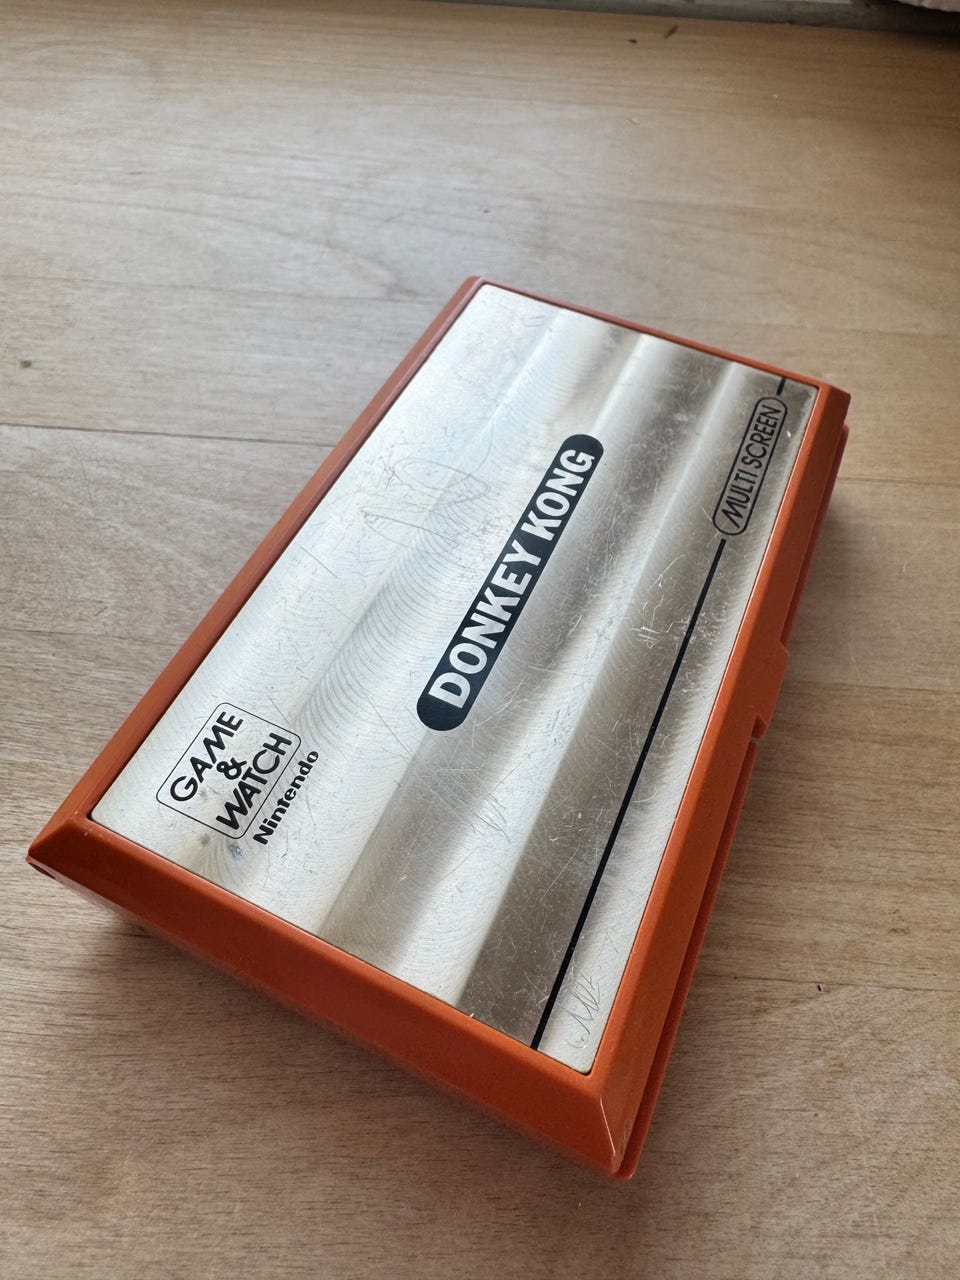 GAME
&
WATCH
Nintendo
DONKEY KONG
MULTI SCREEN